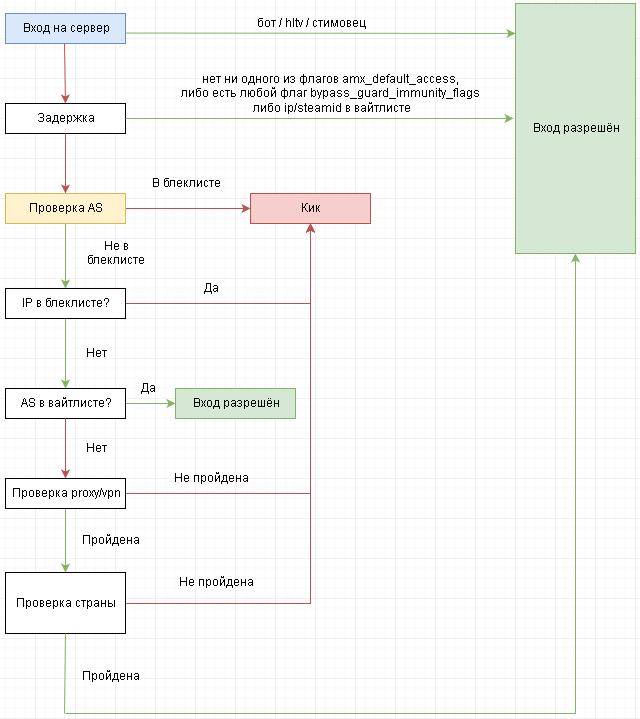 Вход на сервер
бот / hltv / стимовец
нет ни одного из флагов amx_default_access,
либо есть любой флаг bypass_guard_immunity_flags
либо ip/steamid в вайтлисте
Задержка
Вход разрешён
В блеклисте
Проверка AS
Кик
Не в
блеклисте
IP в блеклисте?
Да
Нет
AS в вайтлисте?
Да
Вход разрешён
Нет
Не пройдена
Проверка proxy/vpn
Пройдена
Не пройдена
Проверка страны
Пройдена